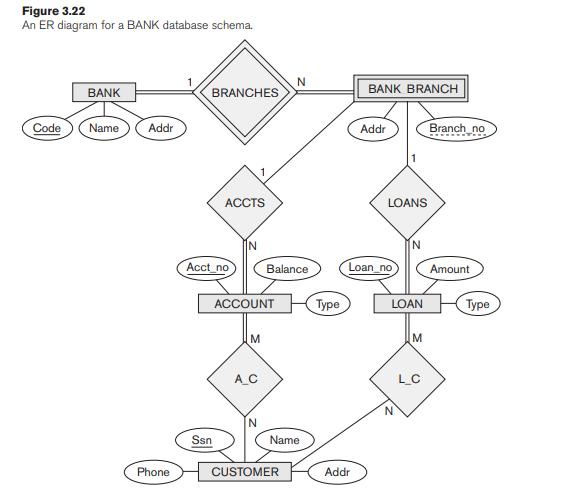 Figure 3.22
An ER diagram for a BANK database schema.
1
N
BANK
BRANCHES
BANK_BRANCH
Code
Name
Addr
Addr
Branch_no
1
1
ACCTS
LOANS
N
N
Acct_no
Balance
Loan_no
Amount
ACCOUNT
Type
LOAN
Type
M
M
A_C
L_C
N
N
Ssn
Name
Phone
CUSTOMER
Addr